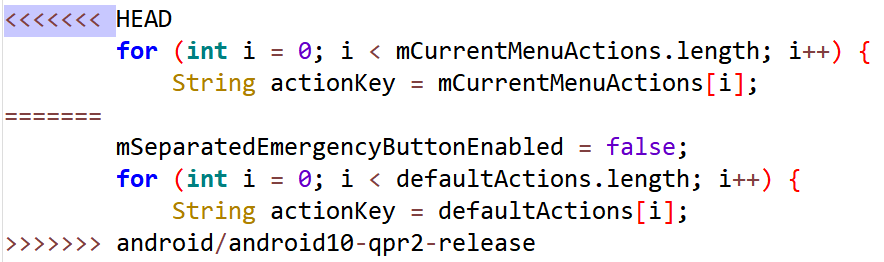 <<<<<<< HEAD
        for (int i = 0; i < mCurrentMenuActions.length; i++) {
            String actionKey = mCurrentMenuActions[i];
=======
        mSeparatedEmergencyButtonEnabled = false;
        for (int i = 0; i < defaultActions.length; i++) {
            String actionKey = defaultActions[i];
>>>>>>> android/android10-qpr2-release